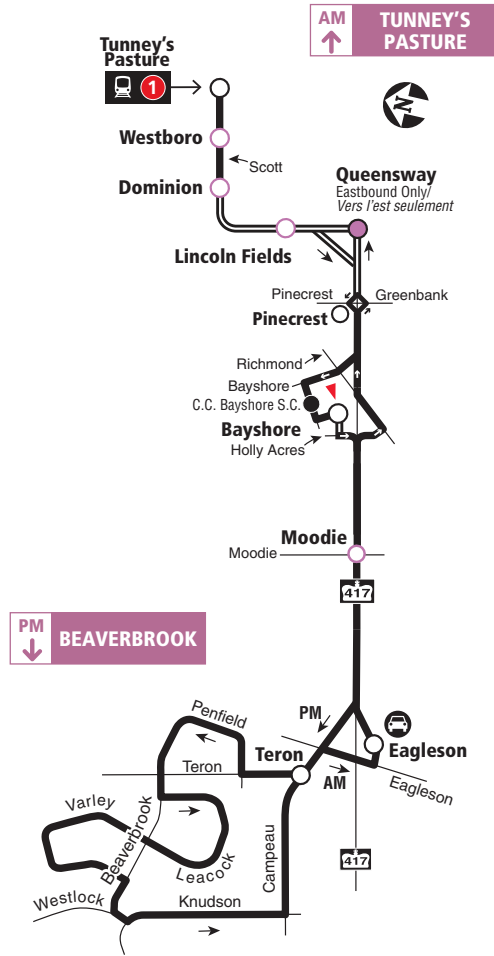 AM
TUNNEY'S
PASTURE
Tunney's
Pasture
1
N
Westboro
Scott
Dominion
Queensway
Eastbound Only/
Vers l'est seulement
Lincoln Fields
Pinecrest
Greenbank
Pinecrest
Richmond
Bayshore
C.C. Bayshore S.C.
Bayshore
Holly Acres
Moodie
Moodie
417
PM
BEAVERBROOK
Penfield
PM
Teron
Eagleson
Teron
AM
Eagleson
Varley
Beaverbrook
Leacock
Campeau
417
Westlock
Knudson